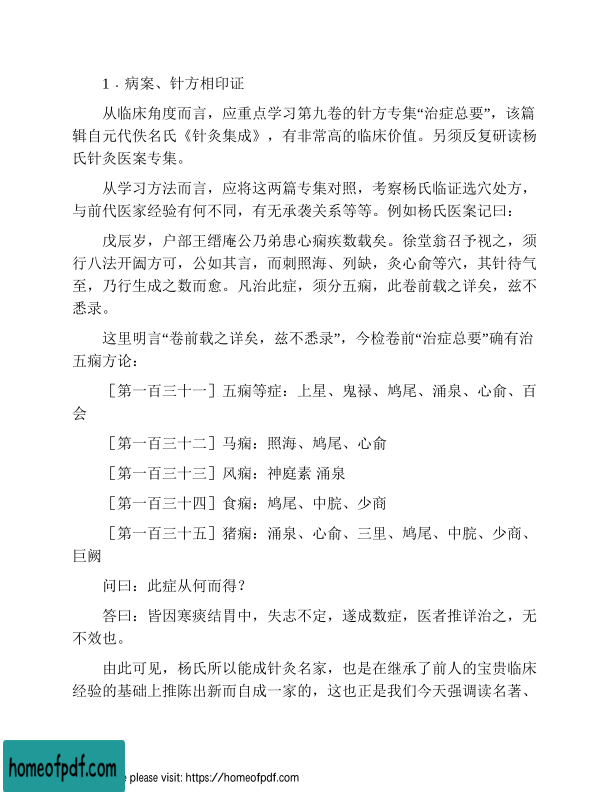 1．病案、针方相印证
从临床角度而言，应重点学习第九卷的针方专集“治症总要”，该篇
辑自元代佚名氏《针灸集成》，有非常高的临床价值。另须反复研读杨
氏针灸医案专集。
从学习方法而言，应将这两篇专集对照，考察杨氏临证选穴处方，
与前代医家经验有何不同，有无承袭关系等等。例如杨氏医案记曰：
戊辰岁，户部王缙庵公乃弟患心痫疾数载矣。徐堂翁召予视之，须
行八法开阖方可，公如其言，而刺照海、列缺，灸心俞等穴，其针待气
至，乃行生成之数而愈。凡治此症，须分五痫，此卷前载之详矣，兹不
悉录。
这里明言“卷前载之详矣，兹不悉录”，今检卷前“治症总要”确有治
五痫方论：
［第一百三十一］五痫等症：上星、鬼禄、鸠尾、涌泉、心俞、百
会
［第一百三十二］马痫：照海、鸠尾、心俞
［第一百三十三］风痫：神庭素 涌泉
［第一百三十四］食痫：鸠尾、中脘、少商
［第一百三十五］猪痫：涌泉、心俞、三里、鸠尾、中脘、少商、
巨阙
问曰：此症从何而得？
答曰：皆因寒痰结胃中，失志不定，遂成数症，医者推详治之，无
不效也。
由此可见，杨氏所以能成针灸名家，也是在继承了前人的宝贵临床
经验的基础上推陈出新而自成一家的，这也正是我们今天强调读名著、
homeofpdf.com
e please visit: https://homeofpdf.com